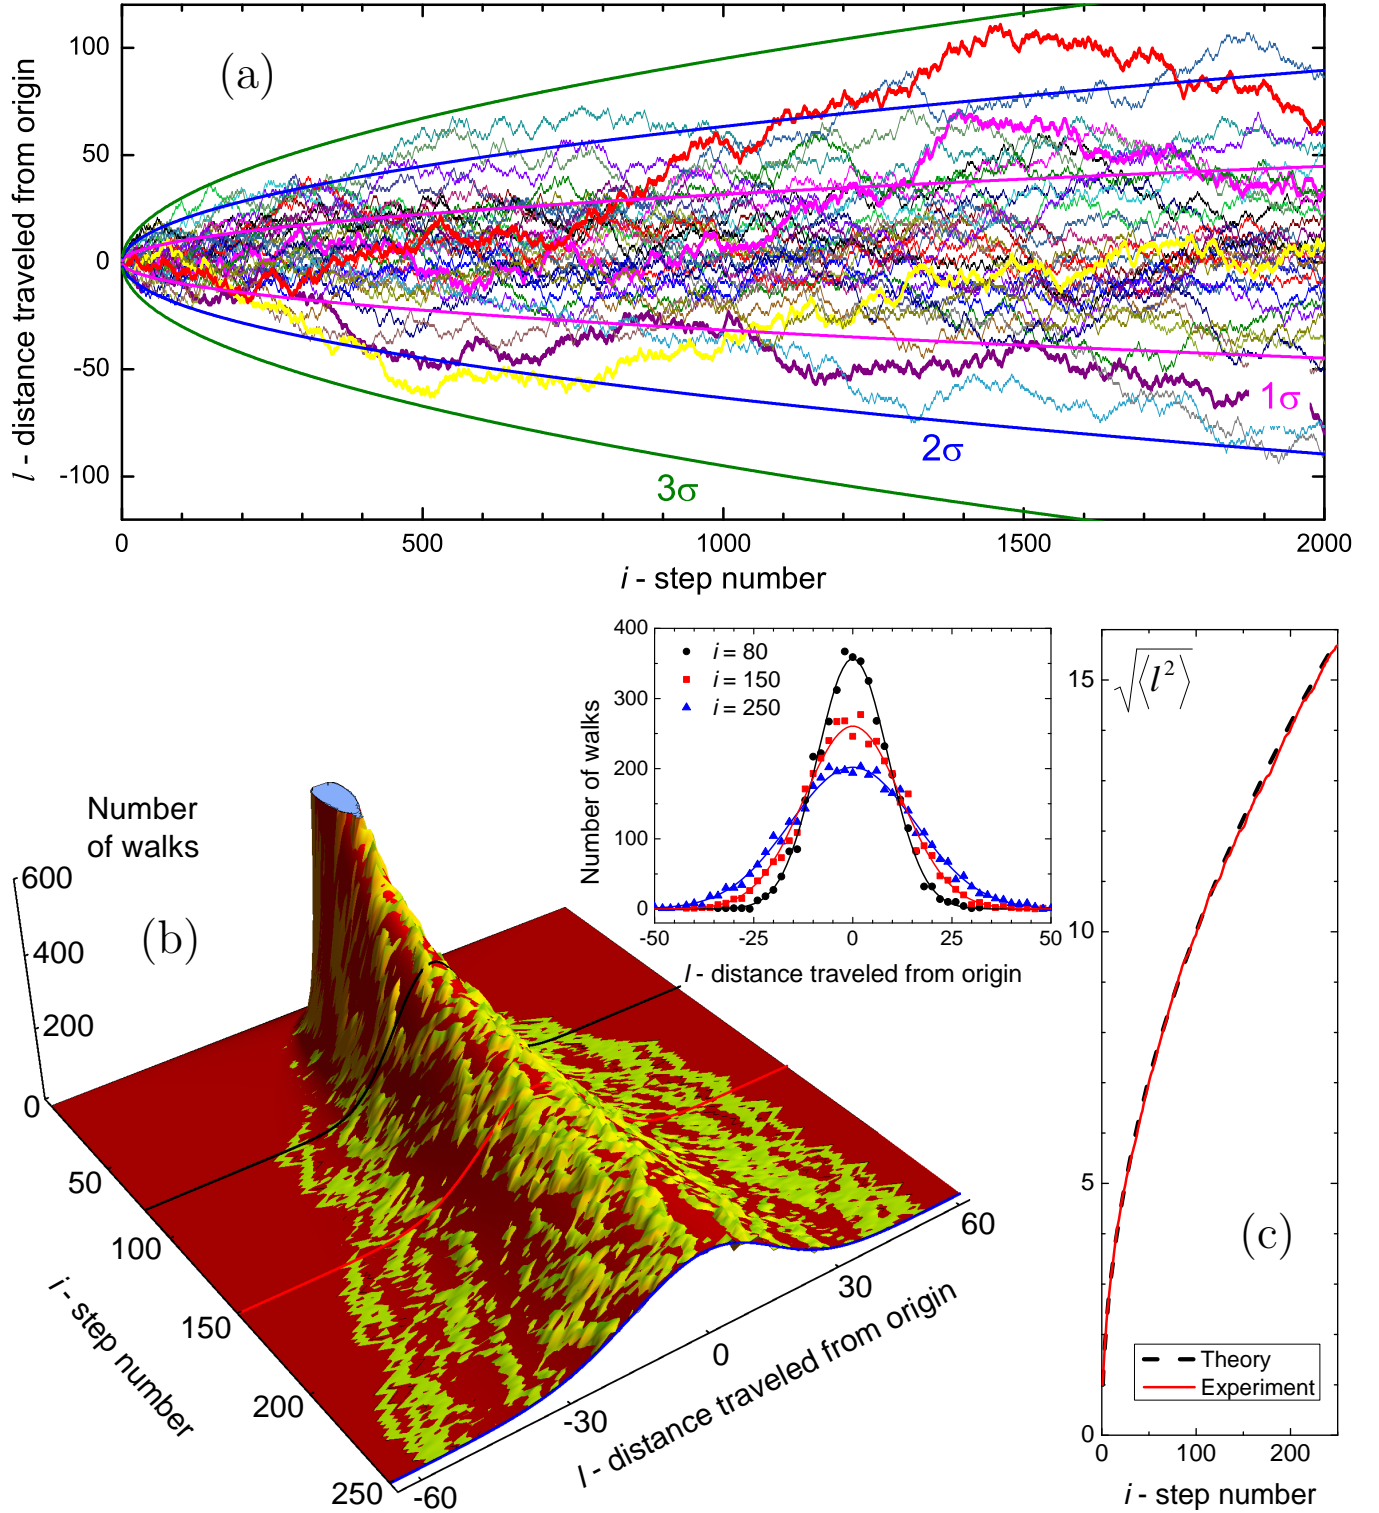 (a)
l - distance traveled from origin
100
50
0
-50
-100
1σ
2σ
3σ
0 500 1000 1500 2000
i - step number
(b)
Number
of walks
600
400
200
0
50
100
150
200
250
i - step number
-60
-30
0
30
60
l - distance traveled from origin
Number of walks
400
300
200
100
0
i = 80
i = 150
i = 250
-50 -25 0 25 50
l - distance traveled from origin
(c)
√⟨l²⟩
15
10
5
0
Theory
Experiment
0 100 200
i - step number